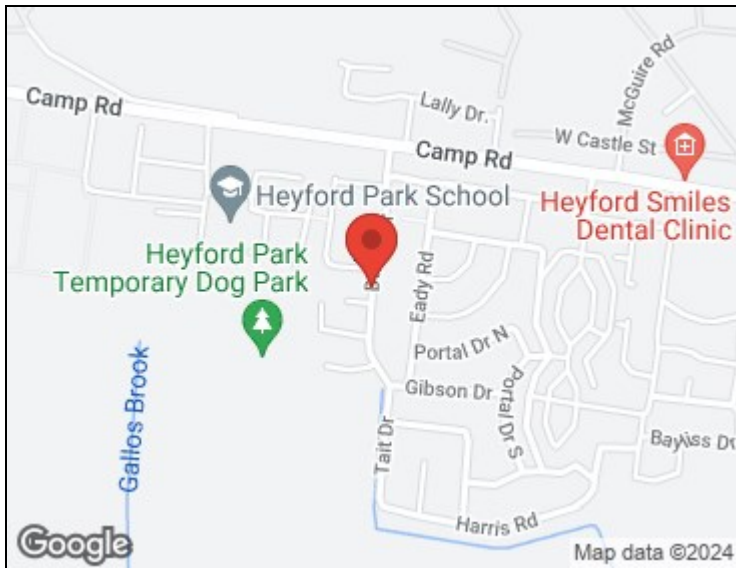 Camp Rd
Lally Dr.
McGuire Rd
W Castle St
Camp Rd
Heyford Park School
Heyford Smiles
Dental Clinic
Heyford Park
Temporary Dog Park
Eady Rd
Portal Dr N
Gibson Dr
Portal Dr S
Gallos Brook
Tait Dr
Harris Rd
Google
Map data ©2024